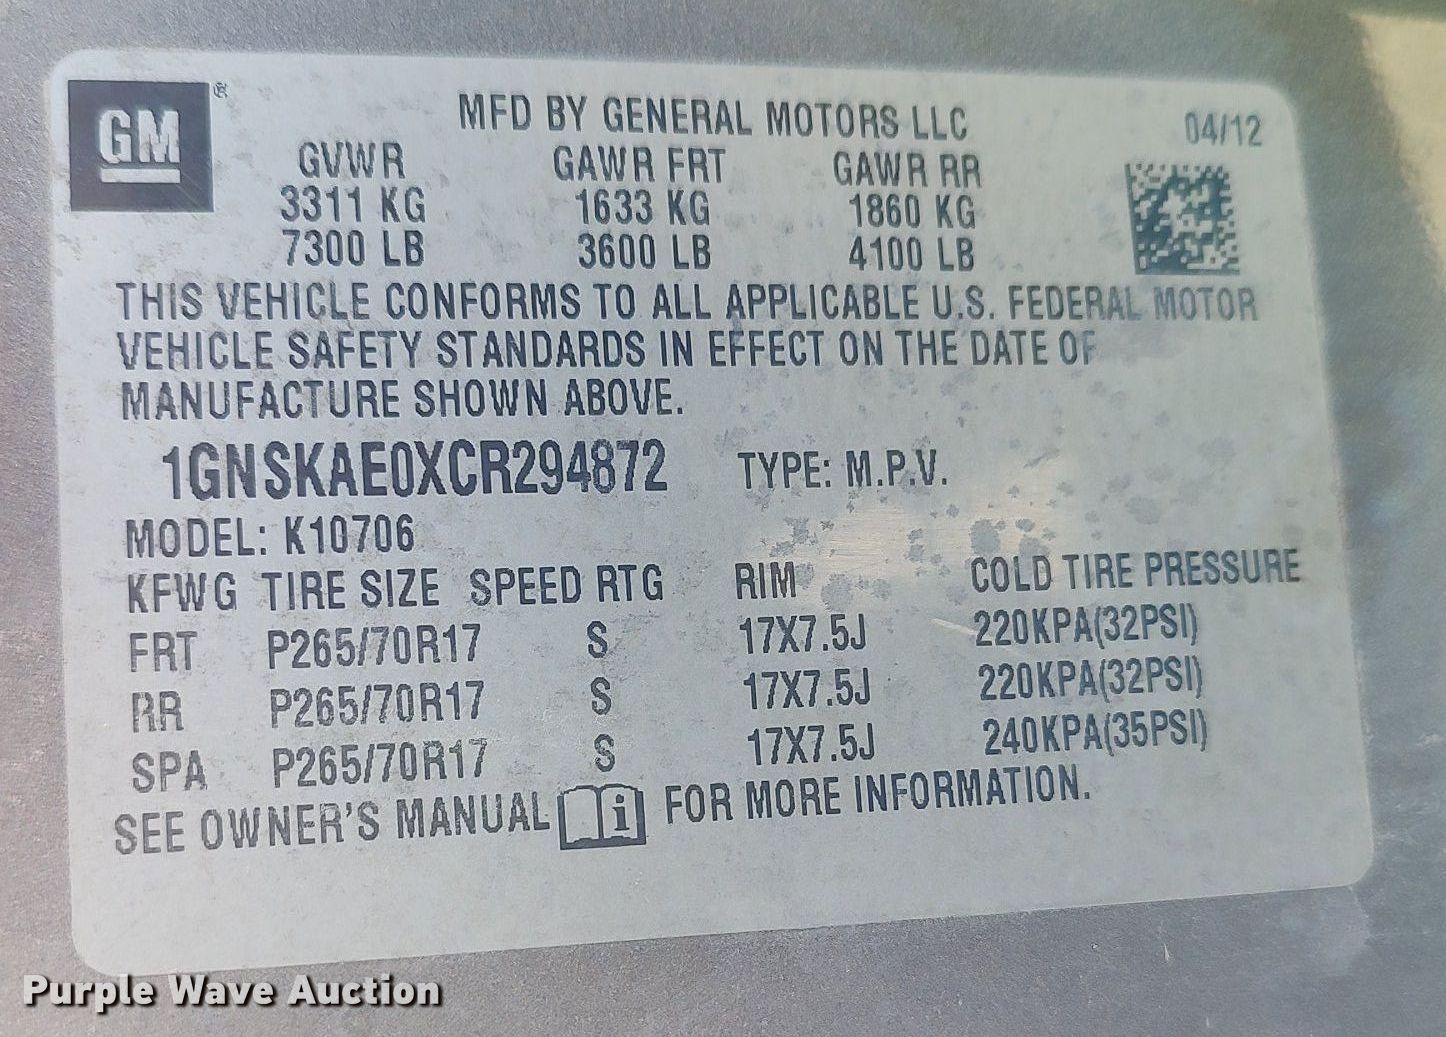 GM®
MFD BY GENERAL MOTORS LLC
04/12
GVWR GAWR FRT GAWR RR
3311 KG 1633 KG 1860 KG
7300 LB 3600 LB 4100 LB
THIS VEHICLE CONFORMS TO ALL APPLICABLE U.S. FEDERAL MOTOR
VEHICLE SAFETY STANDARDS IN EFFECT ON THE DATE OF
MANUFACTURE SHOWN ABOVE.
1GNSKAE0XCR294872 TYPE: M.P.V.
MODEL: K10706
KFWG TIRE SIZE SPEED RTG RIM COLD TIRE PRESSURE
FRT P265/70R17 S 17X7.5J 220KPA(32PSI)
RR P265/70R17 S 17X7.5J 220KPA(32PSI)
SPA P265/70R17 S 17X7.5J 240KPA(35PSI)
SEE OWNER'S MANUAL i FOR MORE INFORMATION.
Purple Wave Auction